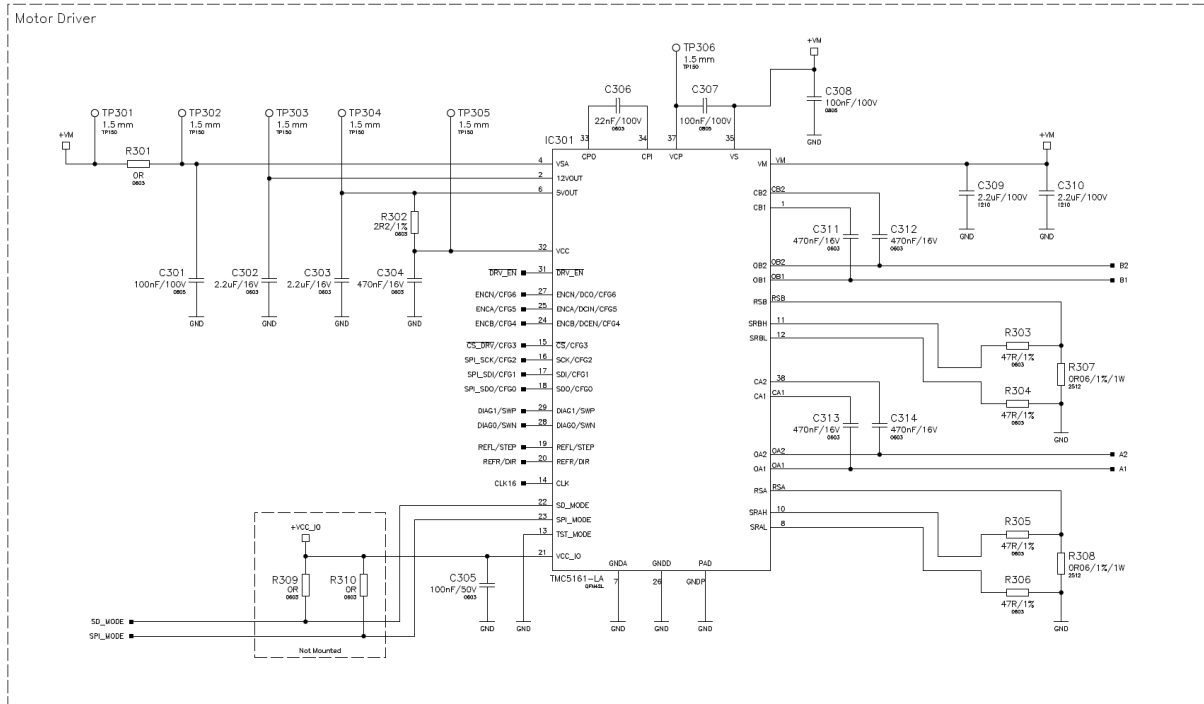 Motor Driver
TP306
1.5 mm
TP150
+VM
C308
100nF/100V
0805
GND
C306
22nF/100V
0603
C307
100nF/100V
0805
TP301
1.5 mm
TP150
TP302
1.5 mm
TP150
TP303
1.5 mm
TP150
TP304
1.5 mm
TP150
TP305
1.5 mm
TP150
IC301
33
34
37
35
CPO
CPI
VCP
VS
+VM
R301
0R
0603
4
VSA
2
12VOUT
6
5VOUT
R302
2R2/1%
0603
32
VCC
C301
100nF/100V
0805
C302
2.2uF/16V
0603
C303
2.2uF/16V
0603
C304
470nF/16V
0603
GND
GND
GND
GND
DRV_EN
31
DRV_EN
ENCN/CFG6
27
ENCN/DCO/CFG6
ENCA/CFG5
25
ENCA/DCIN/CFG5
ENCB/CFG4
24
ENCB/DCEN/CFG4
CS_DRV/CFG3
15
CS/CFG3
SPI_SCK/CFG2
16
SCK/CFG2
SPI_SDI/CFG1
17
SDI/CFG1
SPI_SDO/CFG0
18
SDO/CFG0
DIAG1/SWP
29
DIAG1/SWP
DIAG0/SWN
28
DIAG0/SWN
REFL/STEP
19
REFL/STEP
REFR/DIR
20
REFR/DIR
CLK16
14
CLK
22
SD_MODE
23
SPI_MODE
13
TST_MODE
21
VCC_IO
+VCC_IO
R309
0R
0603
R310
0R
0603
SD_MODE
SPI_MODE
Not Mounted
C305
100nF/50V
0603
GND
GND
TMC5161-LA
QFN42L
GNDA
7
GND
GNDD
26
GND
PAD
GNDP
GND
VM
VM
+VM
C309
2.2uF/100V
1210
C310
2.2uF/100V
1210
GND
GND
CB2
CB2
CB1
1
C311
470nF/16V
0603
C312
470nF/16V
0603
OB2
OB2
B2
OB1
OB1
B1
RSB
RSB
SRBH
11
SRBL
12
R303
47R/1%
0603
R304
47R/1%
0603
R307
0R06/1%/1W
2512
GND
CA2
38
CA1
CA1
C313
470nF/16V
0603
C314
470nF/16V
0603
OA2
OA2
A2
OA1
OA1
A1
RSA
RSA
SRAH
10
SRAL
8
R305
47R/1%
0603
R306
47R/1%
0603
R308
0R06/1%/1W
2512
GND